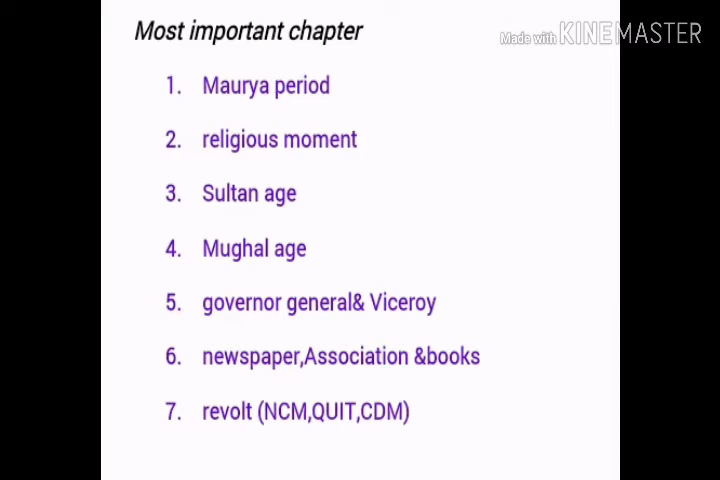 Most important chapter
Made with KINEMASTER
1. Maurya period
2. religious moment
3. Sultan age
4. Mughal age
5. governor general& Viceroy
6. newspaper,Association &books
7. revolt (NCM,QUIT,CDM)